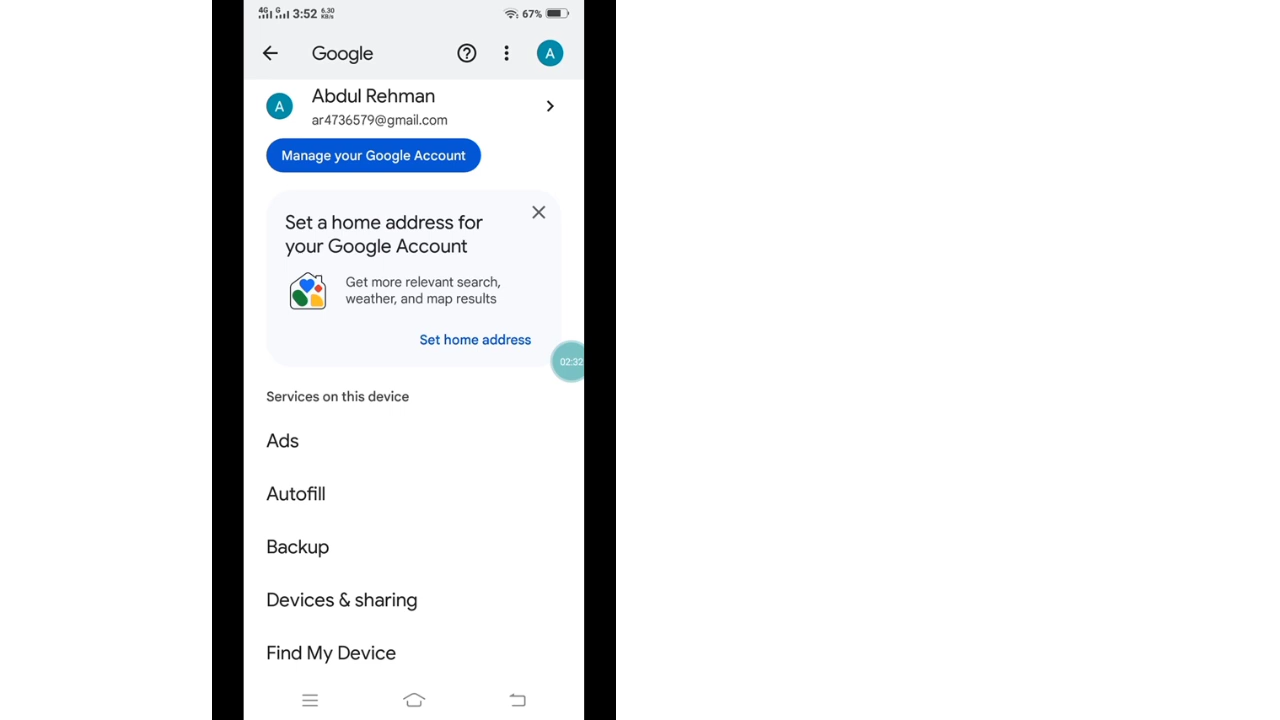 4G G 3:52 6.30 KB/s 67%
Google A
A Abdul Rehman
ar4736579@gmail.com
Manage your Google Account
Set a home address for
your Google Account
Get more relevant search,
weather, and map results
Set home address
02:32
Services on this device
Ads
Autofill
Backup
Devices & sharing
Find My Device